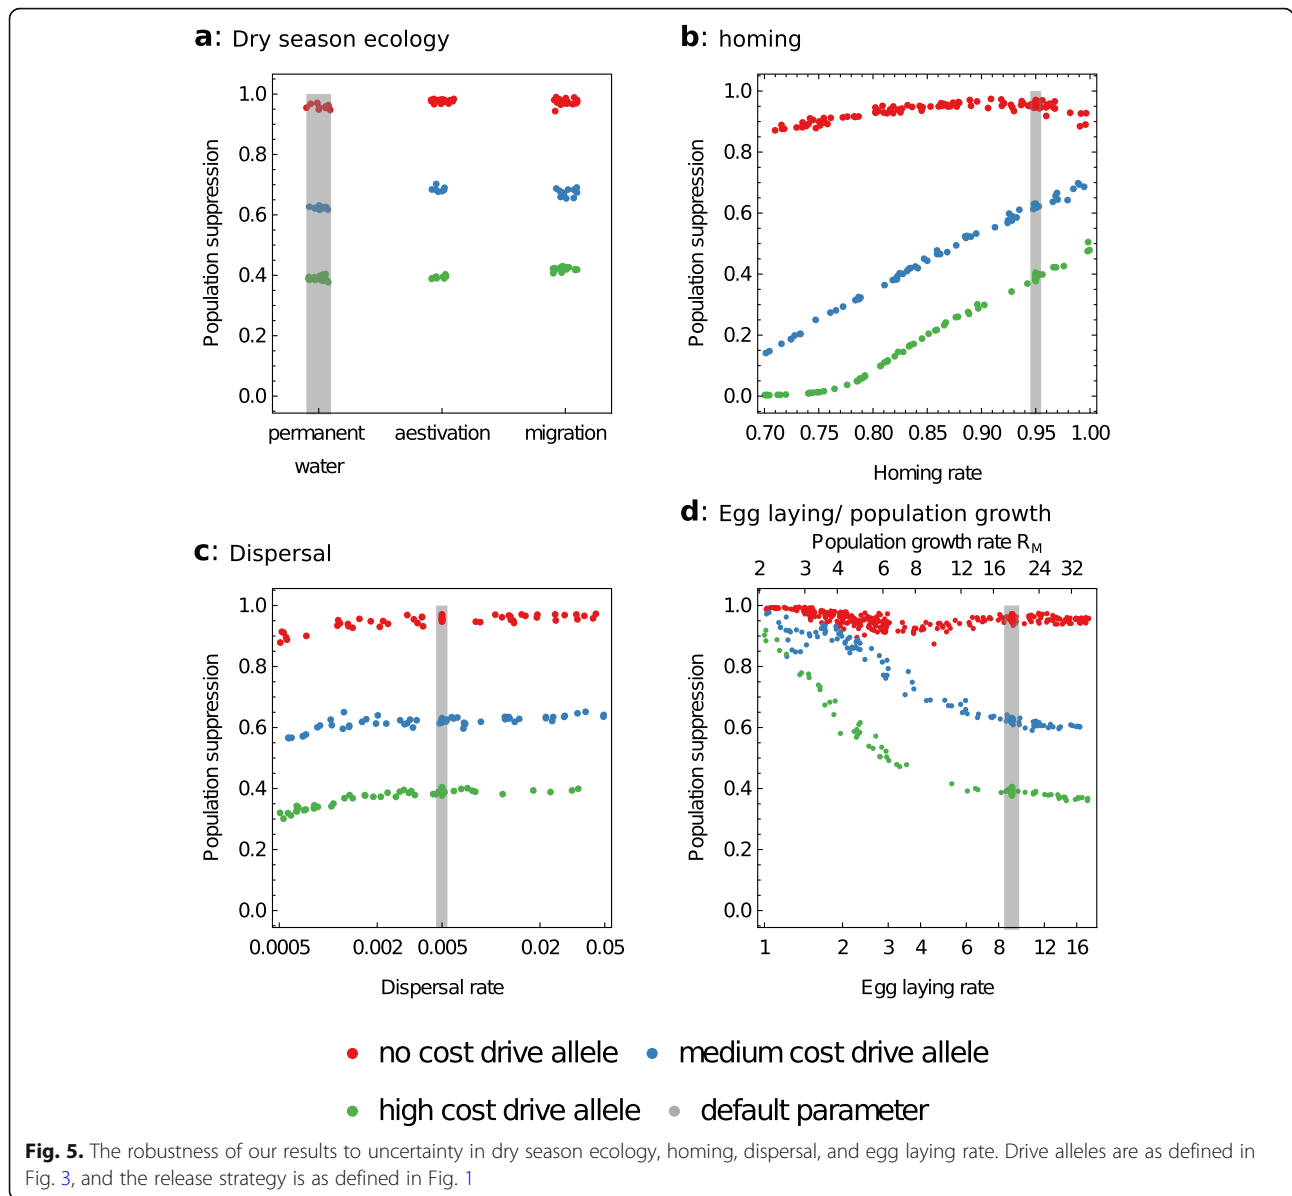 a: Dry season ecology
Population suppression
1.0
0.8
0.6
0.4
0.2
0.0
permanent water
aestivation
migration
b: homing
Population suppression
1.0
0.8
0.6
0.4
0.2
0.0
0.70 0.75 0.80 0.85 0.90 0.95 1.00
Homing rate
c: Dispersal
Population suppression
1.0
0.8
0.6
0.4
0.2
0.0
0.0005 0.002 0.005 0.02 0.05
Dispersal rate
d: Egg laying/ population growth
Population growth rate R_M
2 3 4 6 8 12 16 24 32
Population suppression
1.0
0.8
0.6
0.4
0.2
0.0
1 2 3 4 6 8 12 16
Egg laying rate
no cost drive allele medium cost drive allele
high cost drive allele default parameter
Fig. 5. The robustness of our results to uncertainty in dry season ecology, homing, dispersal, and egg laying rate. Drive alleles are as defined in
Fig. 3, and the release strategy is as defined in Fig. 1